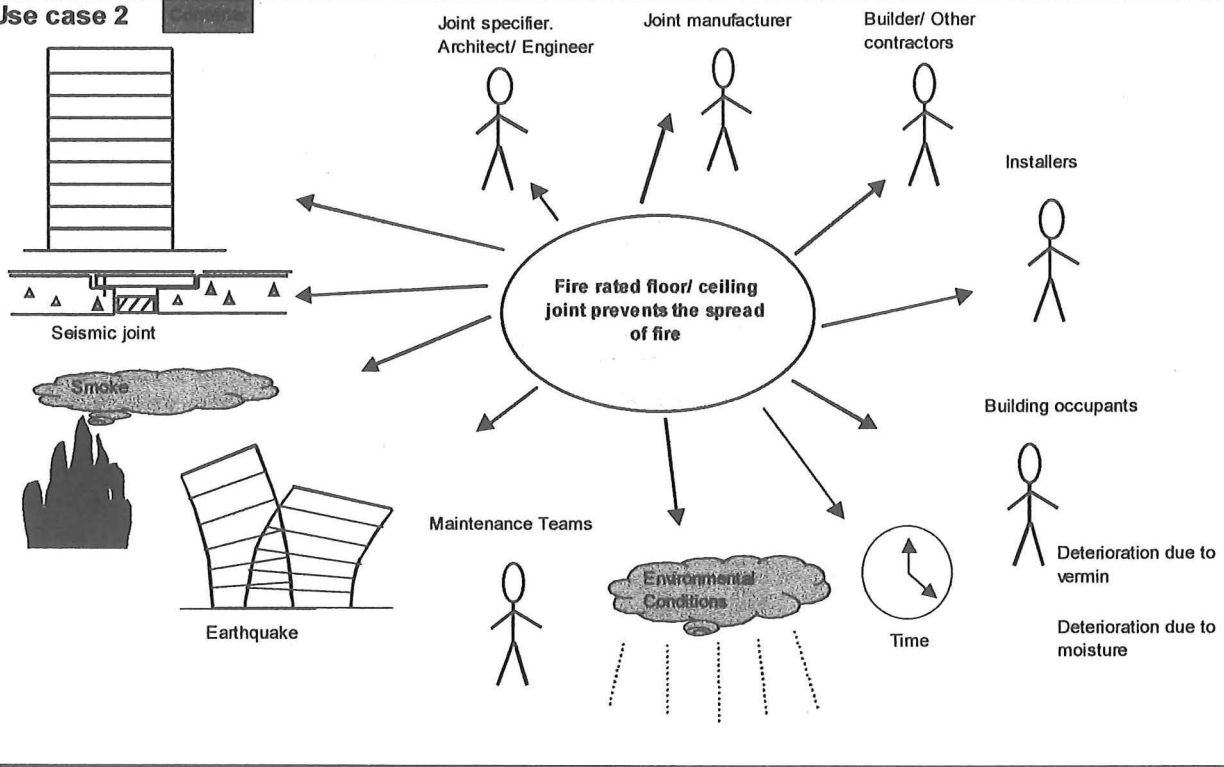 Use case 2
Contents
Joint specifier.
Architect/ Engineer
Joint manufacturer
Builder/ Other
contractors
Installers
Fire rated floor/ ceiling
joint prevents the spread
of fire
Seismic joint
Smoke
Building occupants
Maintenance Teams
Environmental
Conditions
Deterioration due to
vermin
Earthquake
Time
Deterioration due to
moisture